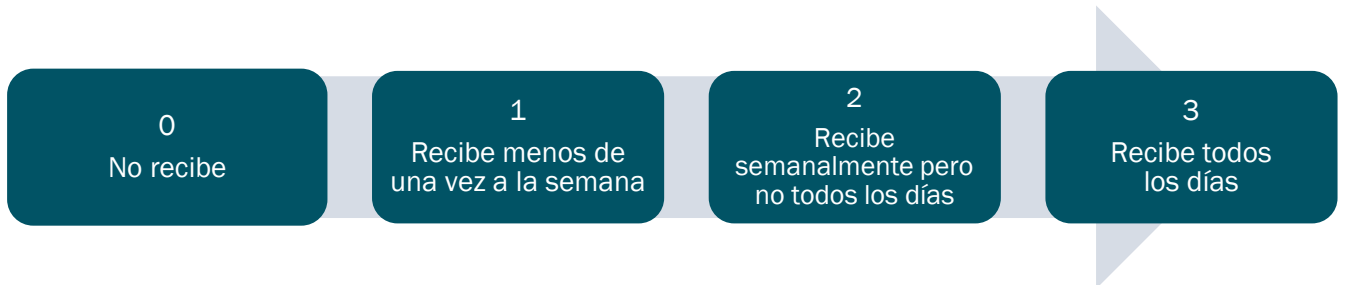 0
No recibe
1
Recibe menos de
una vez a la semana
2
Recibe
semanalmente pero
no todos los días
3
Recibe todos
los días